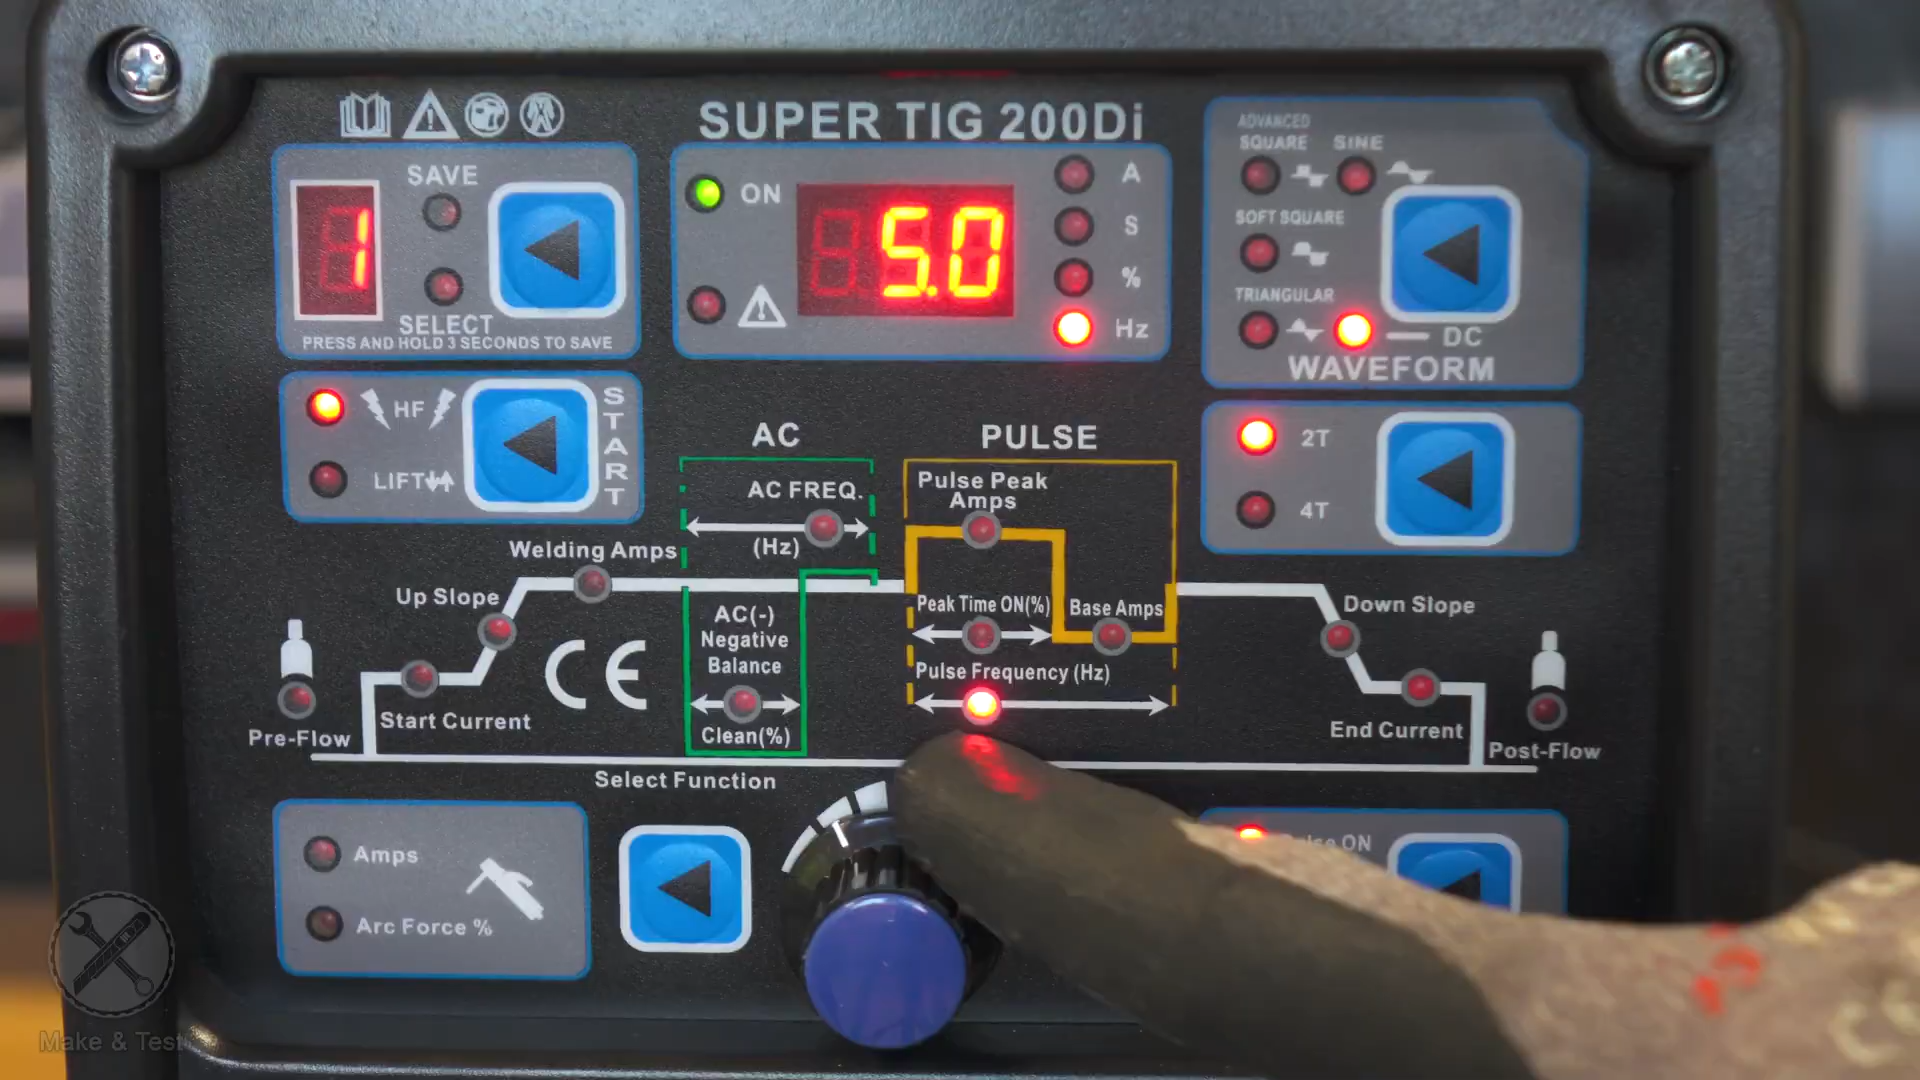 SUPER TIG 200Di
SAVE
1
SELECT
PRESS AND HOLD 3 SECONDS TO SAVE
ON
5.0
A
S
%
Hz
ADVANCED
SQUARE SINE
SOFT SQUARE
TRIANGULAR
DC
WAVEFORM
HF
LIFT
START
2T
4T
AC
AC FREQ.
(Hz)
AC(-)
Negative
Balance
Clean(%)
PULSE
Pulse Peak
Amps
Peak Time ON(%)
Base Amps
Pulse Frequency (Hz)
Welding Amps
Up Slope
Start Current
Pre-Flow
CE
Down Slope
End Current
Post-Flow
Select Function
Amps
Arc Force %
ON
Make & Test